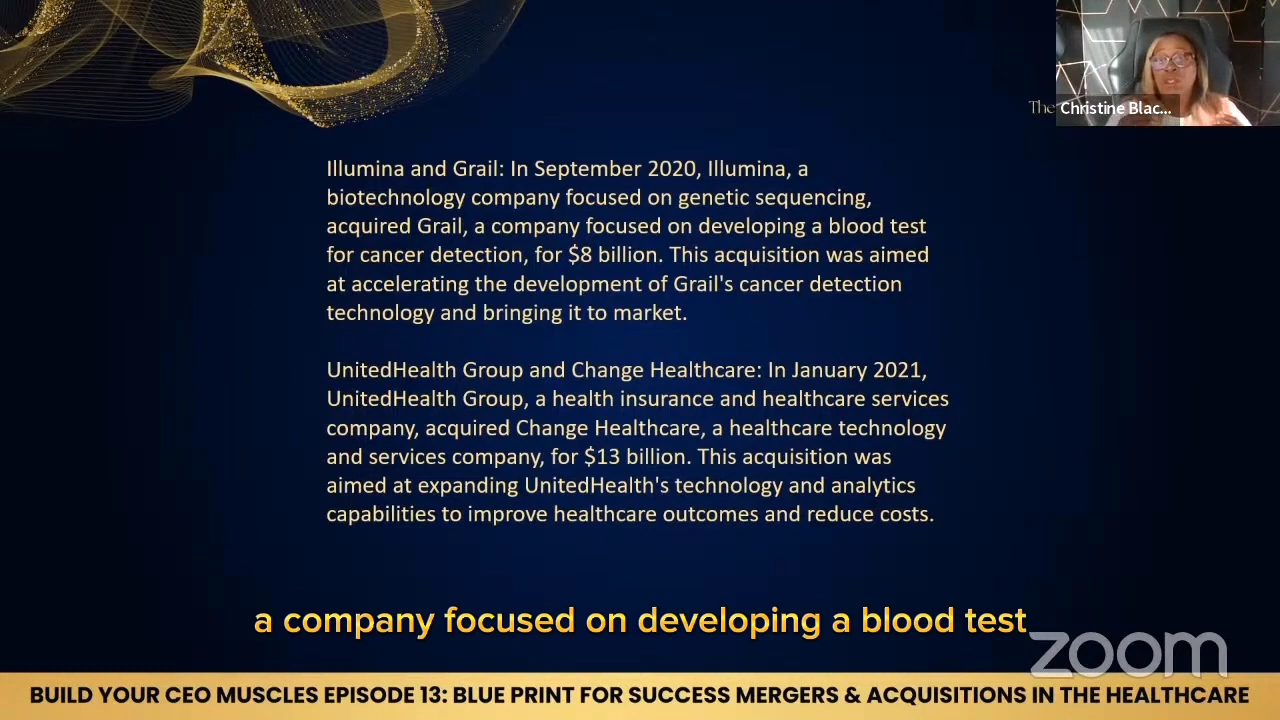 The
Christine Blac...
Illumina and Grail: In September 2020, Illumina, a
biotechnology company focused on genetic sequencing,
acquired Grail, a company focused on developing a blood test
for cancer detection, for $8 billion. This acquisition was aimed
at accelerating the development of Grail's cancer detection
technology and bringing it to market.
UnitedHealth Group and Change Healthcare: In January 2021,
UnitedHealth Group, a health insurance and healthcare services
company, acquired Change Healthcare, a healthcare technology
and services company, for $13 billion. This acquisition was
aimed at expanding UnitedHealth's technology and analytics
capabilities to improve healthcare outcomes and reduce costs.
a company focused on developing a blood test
zoom
BUILD YOUR CEO MUSCLES EPISODE 13: BLUE PRINT FOR SUCCESS MERGERS & ACQUISITIONS IN THE HEALTHCARE